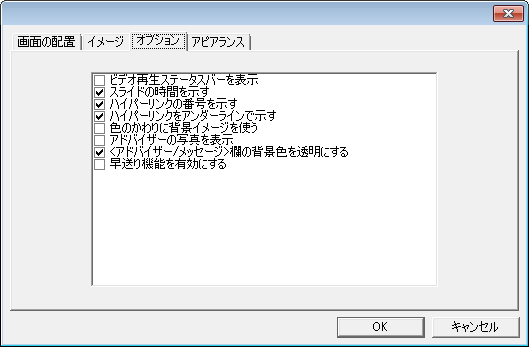 画面の配置 イメージ オプション アピアランス
ビデオ再生ステータスバーを表示
スライドの時間を示す
ハイパーリンクの番号を示す
ハイパーリンクをアンダーラインで示す
色のかわりに背景イメージを使う
アドバイザーの写真を表示
<アドバイザー/メッセージ>欄の背景色を透明にする
早送り機能を有効にする
OK キャンセル